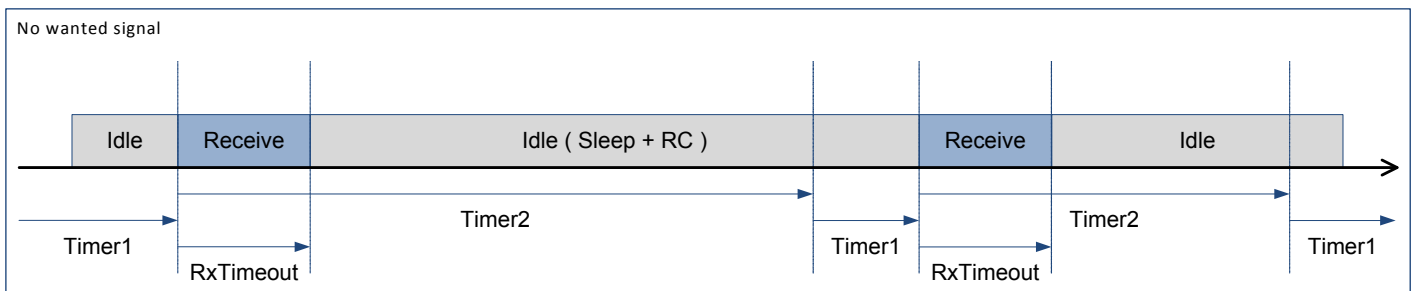 No wanted signal
Idle Receive Idle ( Sleep + RC ) Receive Idle
Timer2 Timer2
Timer1 Timer1 Timer1
RxTimeout RxTimeout